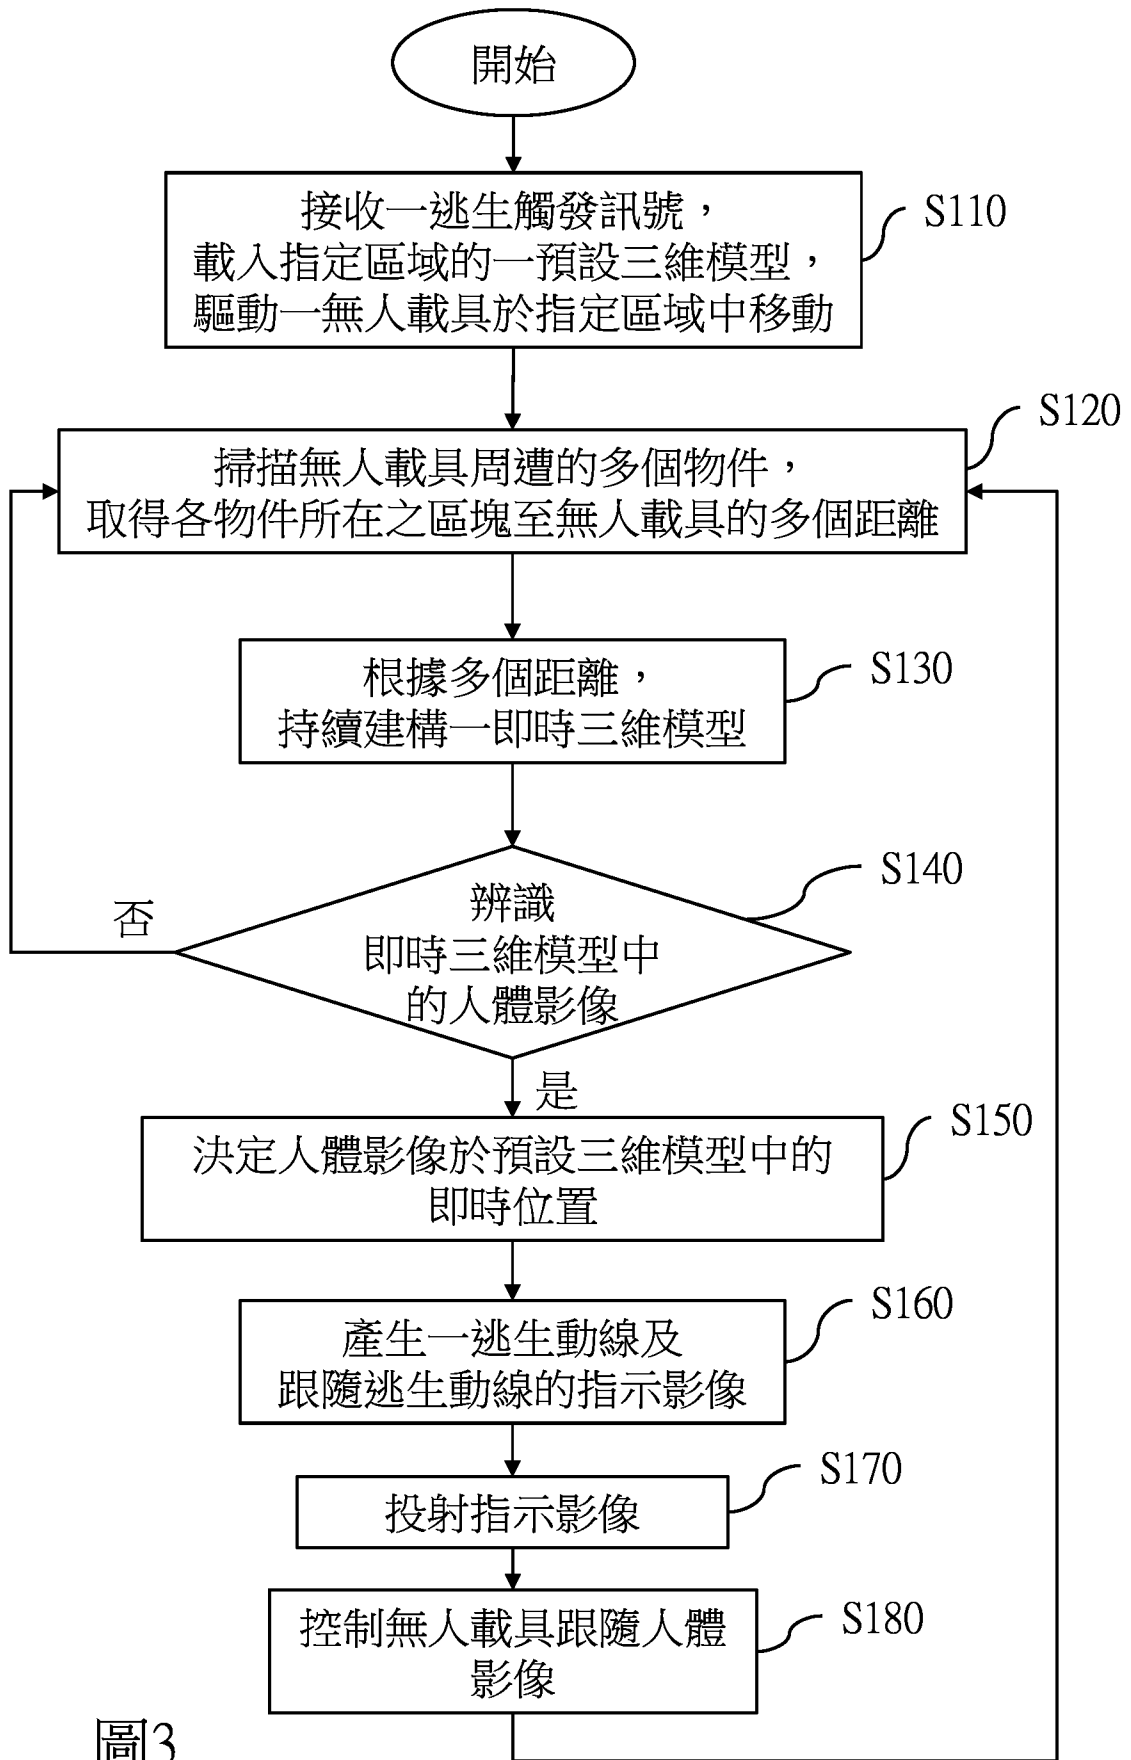 開始
接收一逃生觸發訊號，
載入指定區域的一預設三維模型，
驅動一無人載具於指定區域中移動
S110
掃描無人載具周遭的多個物件，
取得各物件所在之區塊至無人載具的多個距離
S120
根據多個距離，
持續建構一即時三維模型
S130
辨識
即時三維模型中
的人體影像
S140
否
是
決定人體影像於預設三維模型中的
即時位置
S150
產生一逃生動線及
跟隨逃生動線的指示影像
S160
投射指示影像
S170
控制無人載具跟隨人體
影像
S180
圖3